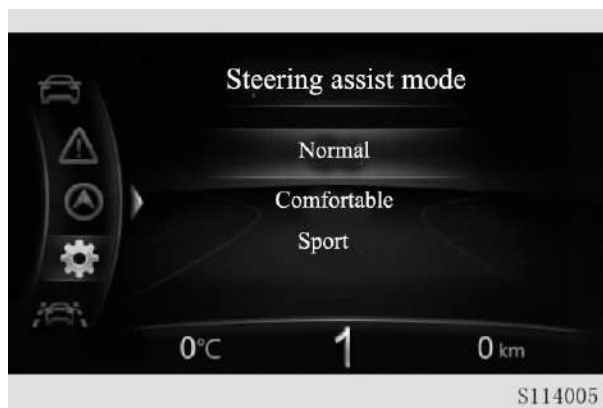 Steering assist mode
Normal
Comfortable
Sport
0°C 1 0 km
S114005